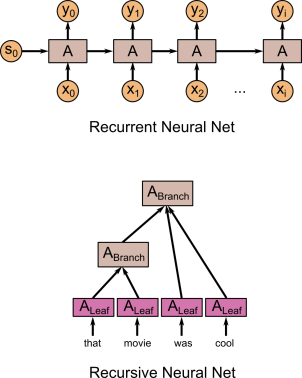 y0 y1 y2 yi
s0 A A A A
x0 x1 x2 ... xi
Recurrent Neural Net
ABranch
ABranch
ALeaf ALeaf ALeaf ALeaf
that movie was cool
Recursive Neural Net